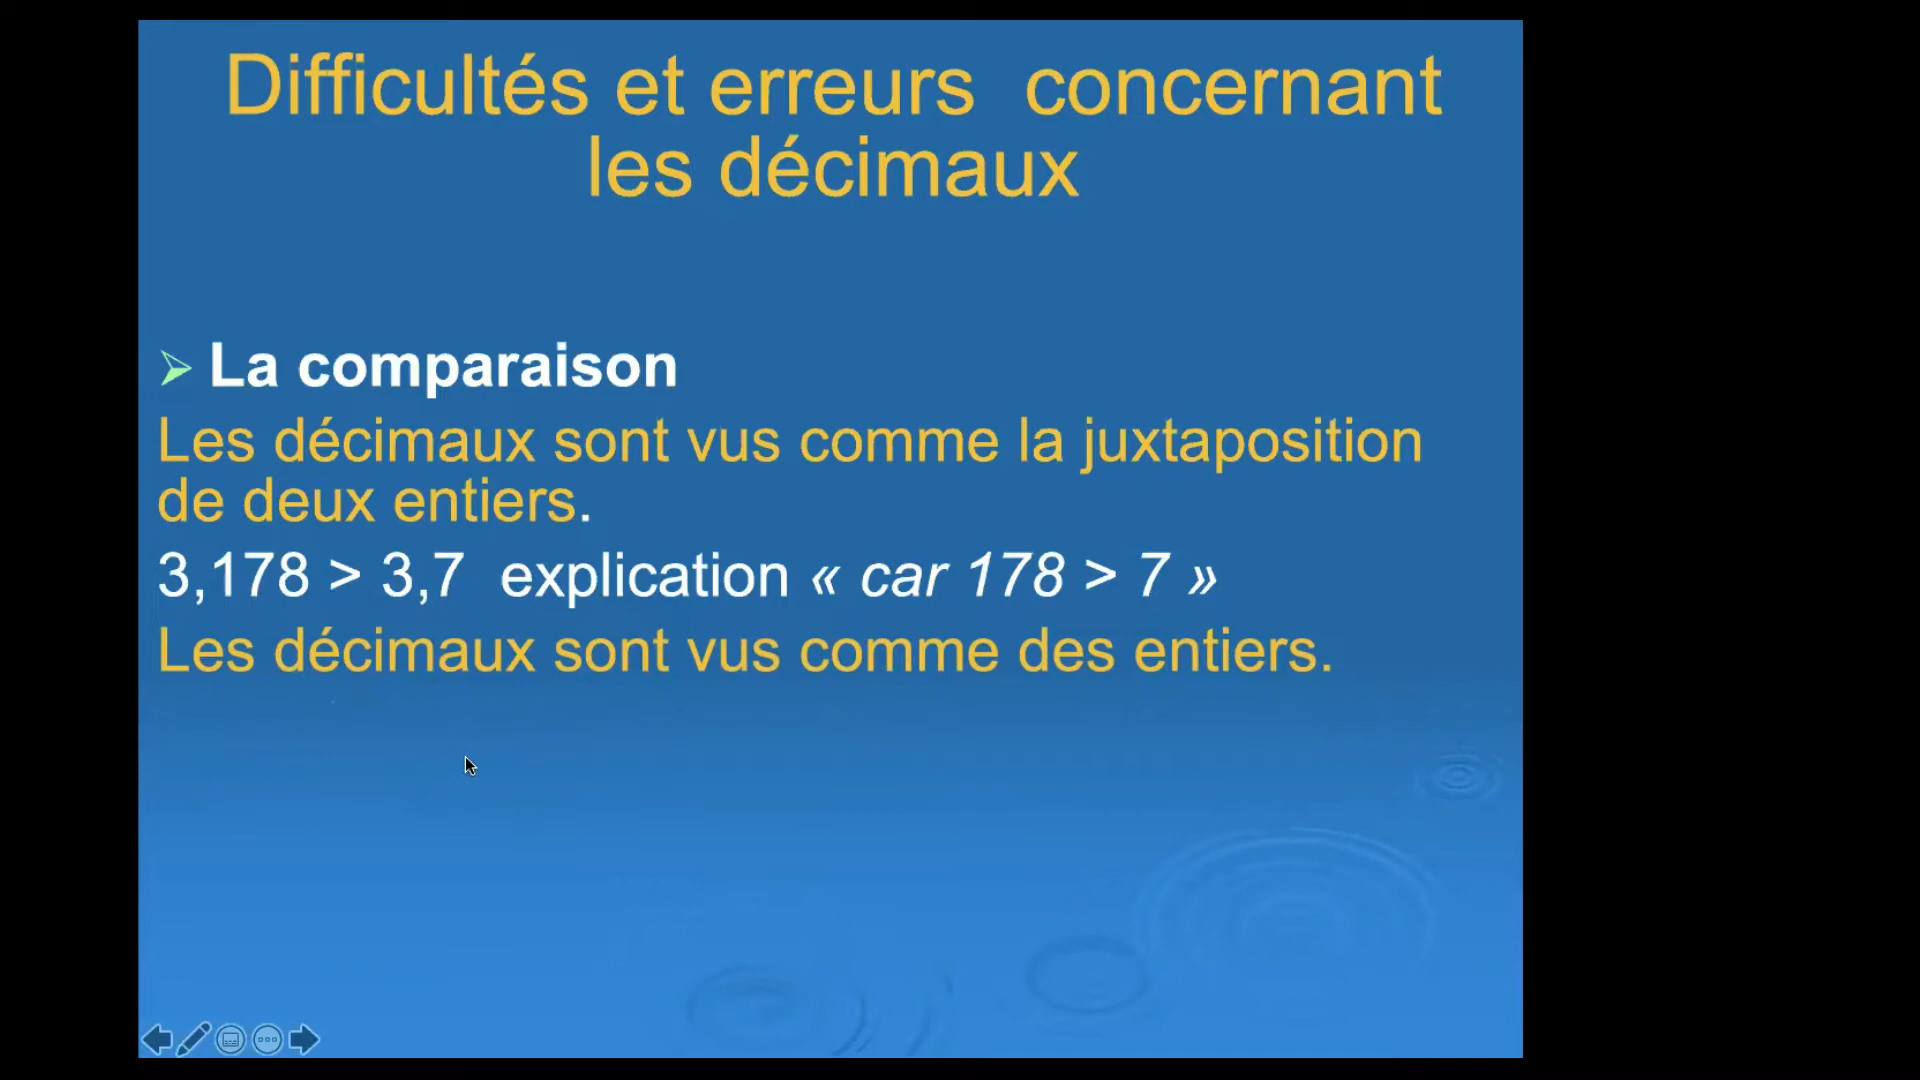 Difficultés et erreurs  concernant
les décimaux
La comparaison
Les décimaux sont vus comme la juxtaposition
de deux entiers.
3,178 > 3,7  explication « car 178 > 7 »
Les décimaux sont vus comme des entiers.